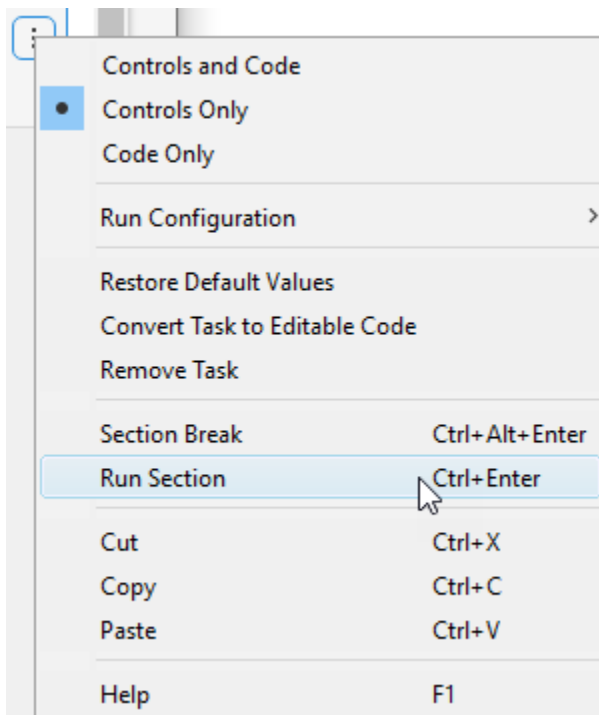 Controls and Code
Controls Only
Code Only
Run Configuration
Restore Default Values
Convert Task to Editable Code
Remove Task
Section Break Ctrl+Alt+Enter
Run Section Ctrl+Enter
Cut Ctrl+X
Copy Ctrl+C
Paste Ctrl+V
Help F1